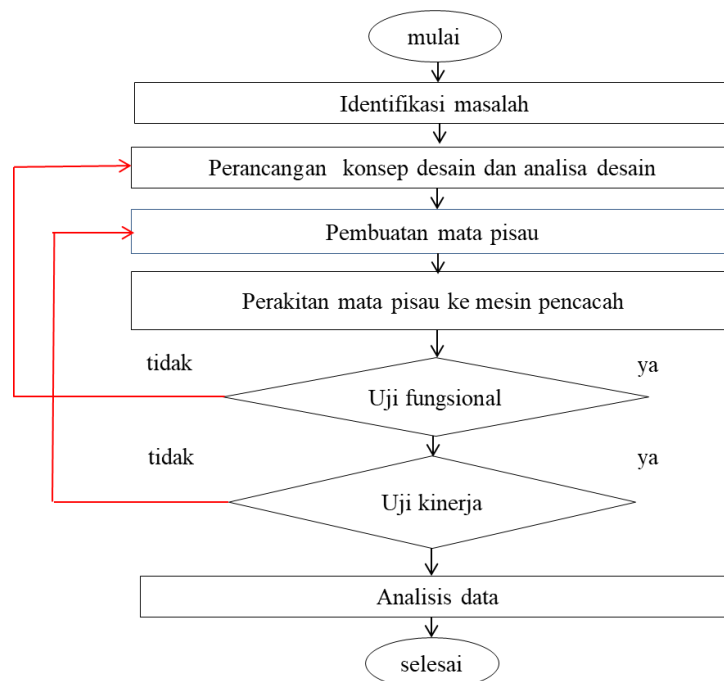 mulai
Identifikasi masalah
Perancangan konsep desain dan analisa desain
Pembuatan mata pisau
Perakitan mata pisau ke mesin pencacah
tidak
ya
Uji fungsional
tidak
ya
Uji kinerja
Analisis data
selesai